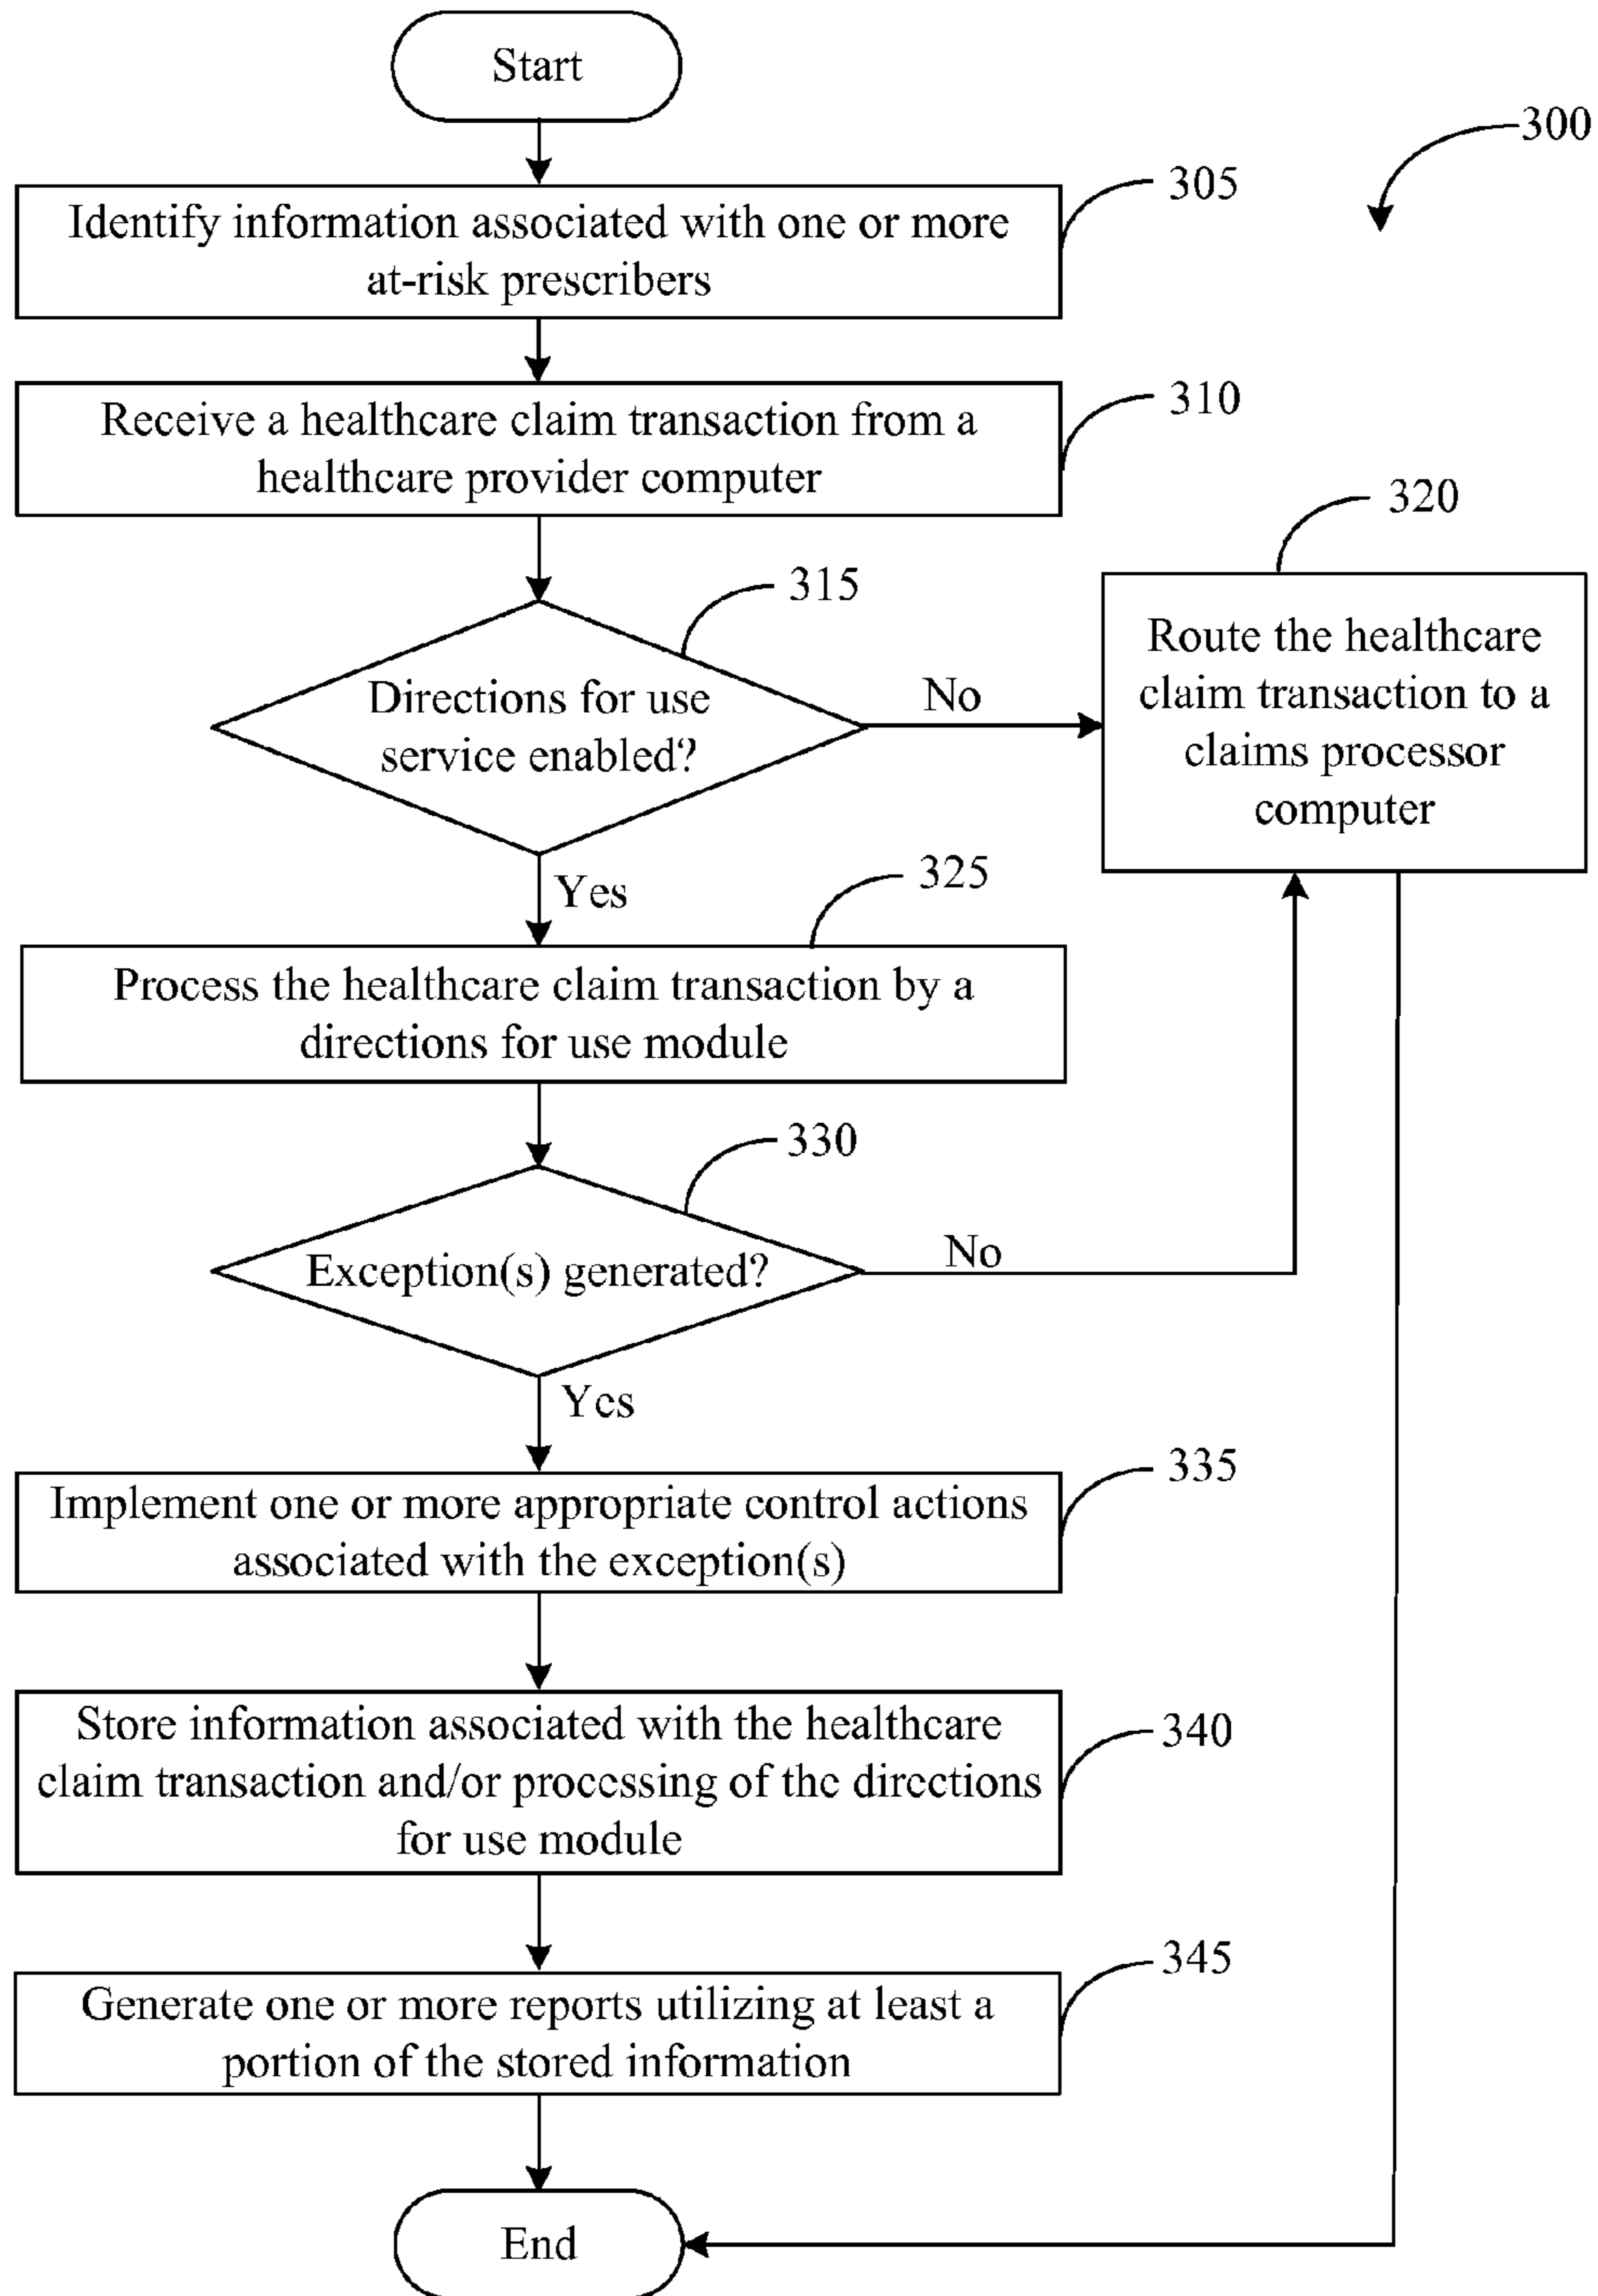 Start
300
305
Identify information associated with one or more
at-risk prescribers
310
Receive a healthcare claim transaction from a
healthcare provider computer
315
Directions for use
service enabled?
No
320
Route the healthcare
claim transaction to a
claims processor
computer
Yes
325
Process the healthcare claim transaction by a
directions for use module
330
Exception(s) generated?
No
Yes
335
Implement one or more appropriate control actions
associated with the exception(s)
340
Store information associated with the healthcare
claim transaction and/or processing of the directions
for use module
345
Generate one or more reports utilizing at least a
portion of the stored information
End